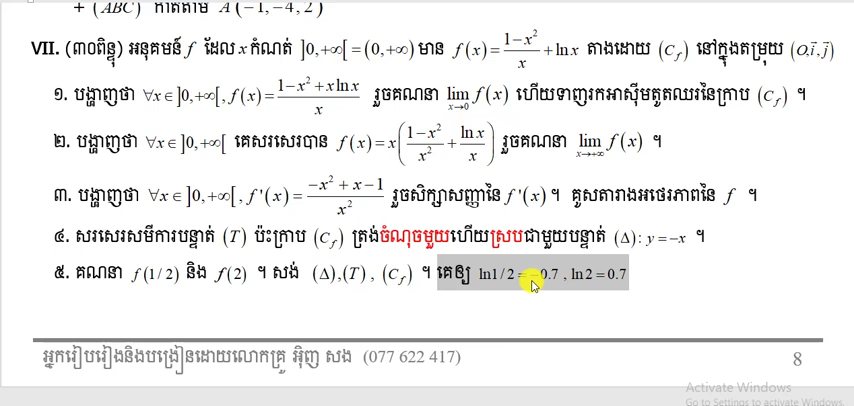 + (ABC) កាត់តាម A(−1,−4,2)
VII. (៣០ពិន្ទុ) អនុគមន៍ f ដែល x កំណត់ ]0,+∞[ = (0,+∞) មាន f(x) = (1−x²)/x + ln x តាងដោយ (C_f) នៅក្នុងតម្រុយ (O,i⃗,j⃗)
១. បង្ហាញថា ∀x∈]0,+∞[, f(x) = (1−x²+x ln x)/x រួចគណនា lim_{x→0} f(x) ហើយទាញរកអាស៊ីមតូតឈរនៃក្រាប (C_f) ។
២. បង្ហាញថា ∀x∈]0,+∞[ គេសរសេរបាន f(x) = x((1−x²)/x² + ln x/x) រួចគណនា lim_{x→+∞} f(x) ។
៣. បង្ហាញថា ∀x∈]0,+∞[, f'(x) = (−x²+x−1)/x² រួចសិក្សាសញ្ញានៃ f'(x) ។ គូសតារាងអថេរភាពនៃ f ។
៤. សរសេរសមីការបន្ទាត់ (T) ប៉ះក្រាប (C_f) ត្រង់ចំណុចមួយហើយស្របជាមួយបន្ទាត់ (Δ): y = −x ។
៥. គណនា f(1/2) និង f(2) ។ សង់ (Δ),(T), (C_f) ។ គេឲ្យ ln1/2 = −0.7 , ln 2 = 0.7
អ្នករៀបរៀងនិងបង្រៀនដោយលោកគ្រូ អ៊ិញ សង (077 622 417) 8
Activate Windows
Go to Settings to activate Windows.